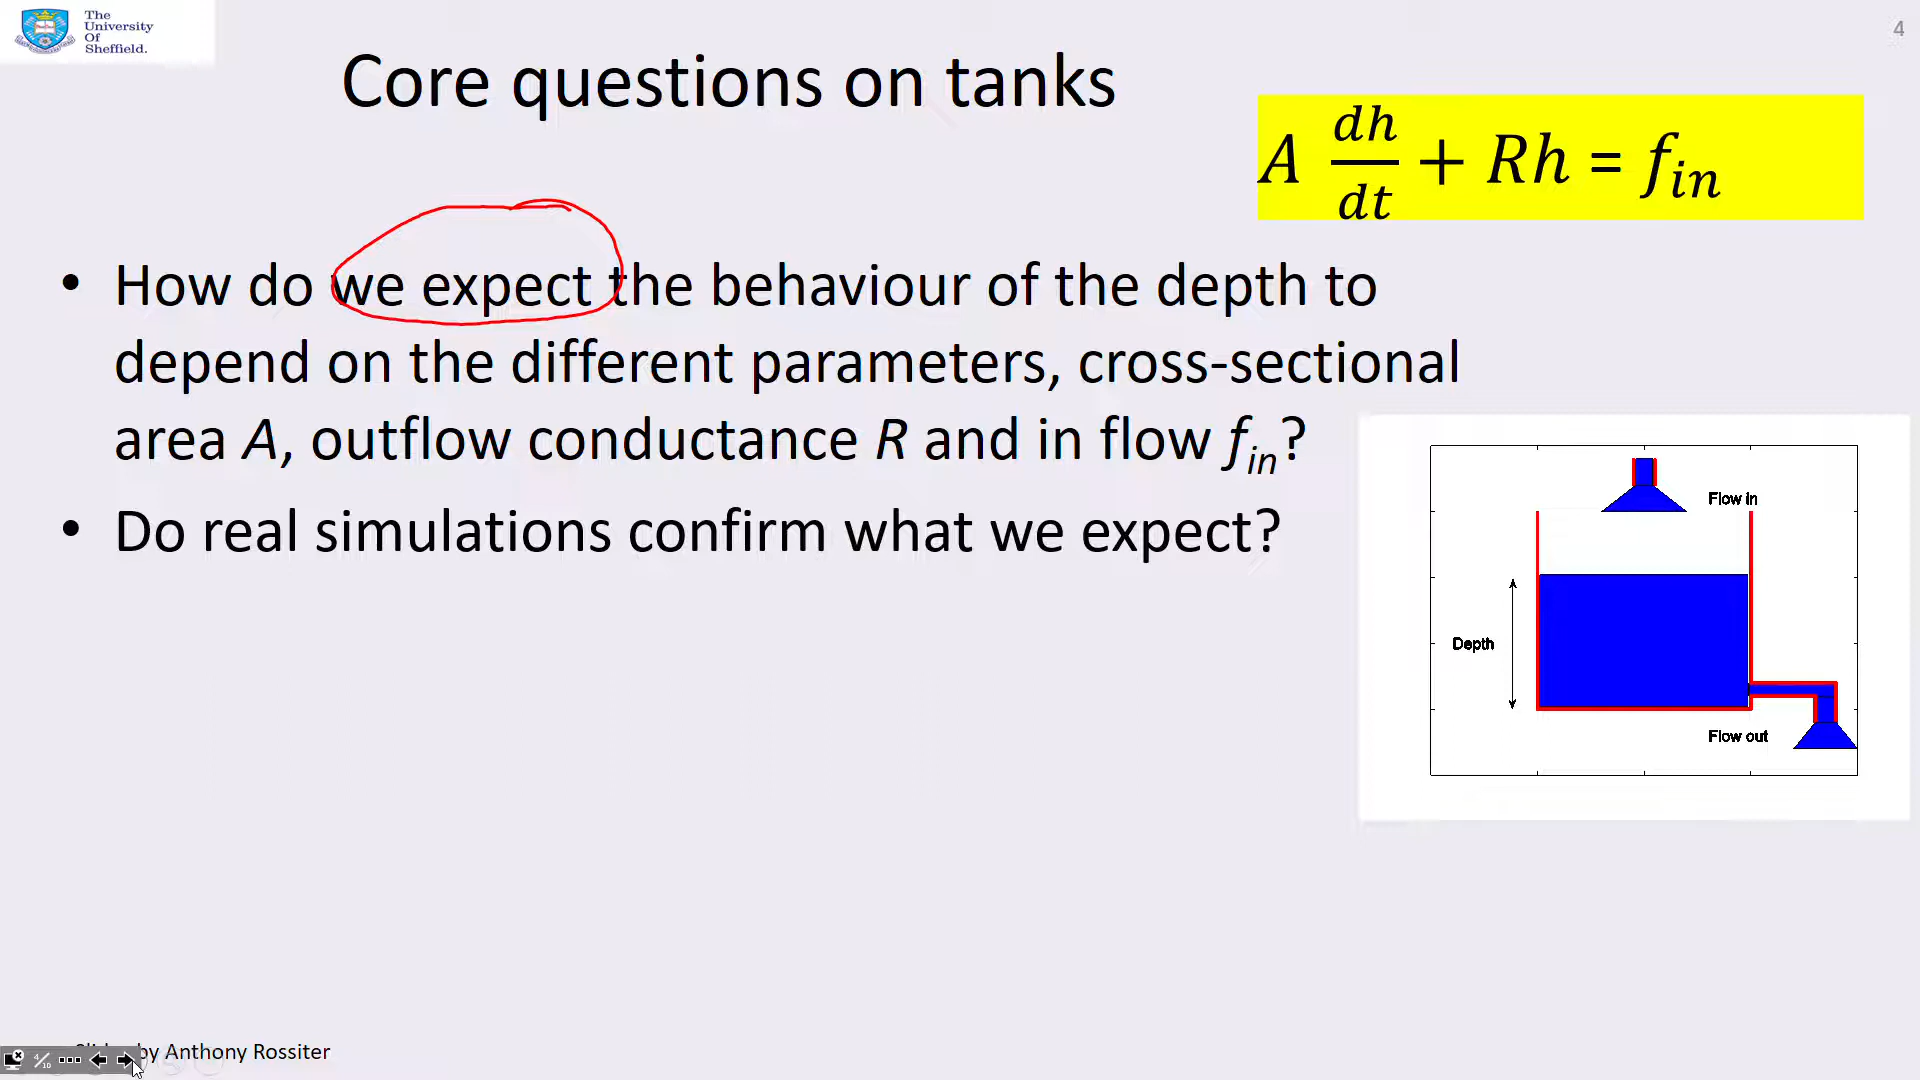 The
University
Of
Sheffield.
4
Core questions on tanks
A dh/dt + Rh = f_in
• How do we expect the behaviour of the depth to
depend on the different parameters, cross-sectional
area A, outflow conductance R and in flow f_in?
• Do real simulations confirm what we expect?
Flow in
Depth
Flow out
by Anthony Rossiter
4/10